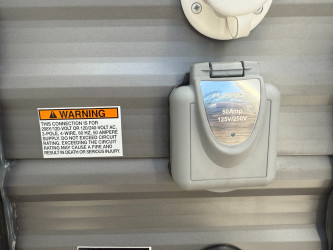 WARNING
THIS CONNECTION IS FOR
208Y/120-VOLT OR 120/240 VOLT AC,
3-POLE, 4-WIRE, 60 HZ, 50 AMPERE
SUPPLY. DO NOT EXCEED CIRCUIT
RATING. EXCEEDING THE CIRCUIT
RATING MAY CAUSE A FIRE AND
RESULT IN DEATH OR SERIOUS INJURY.
50Amp
125V/250V